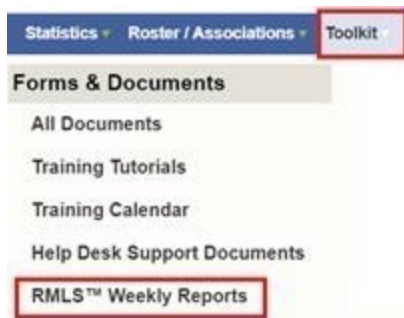 Statistics Roster / Associations Toolkit
Forms & Documents
All Documents
Training Tutorials
Training Calendar
Help Desk Support Documents
RMLS™ Weekly Reports